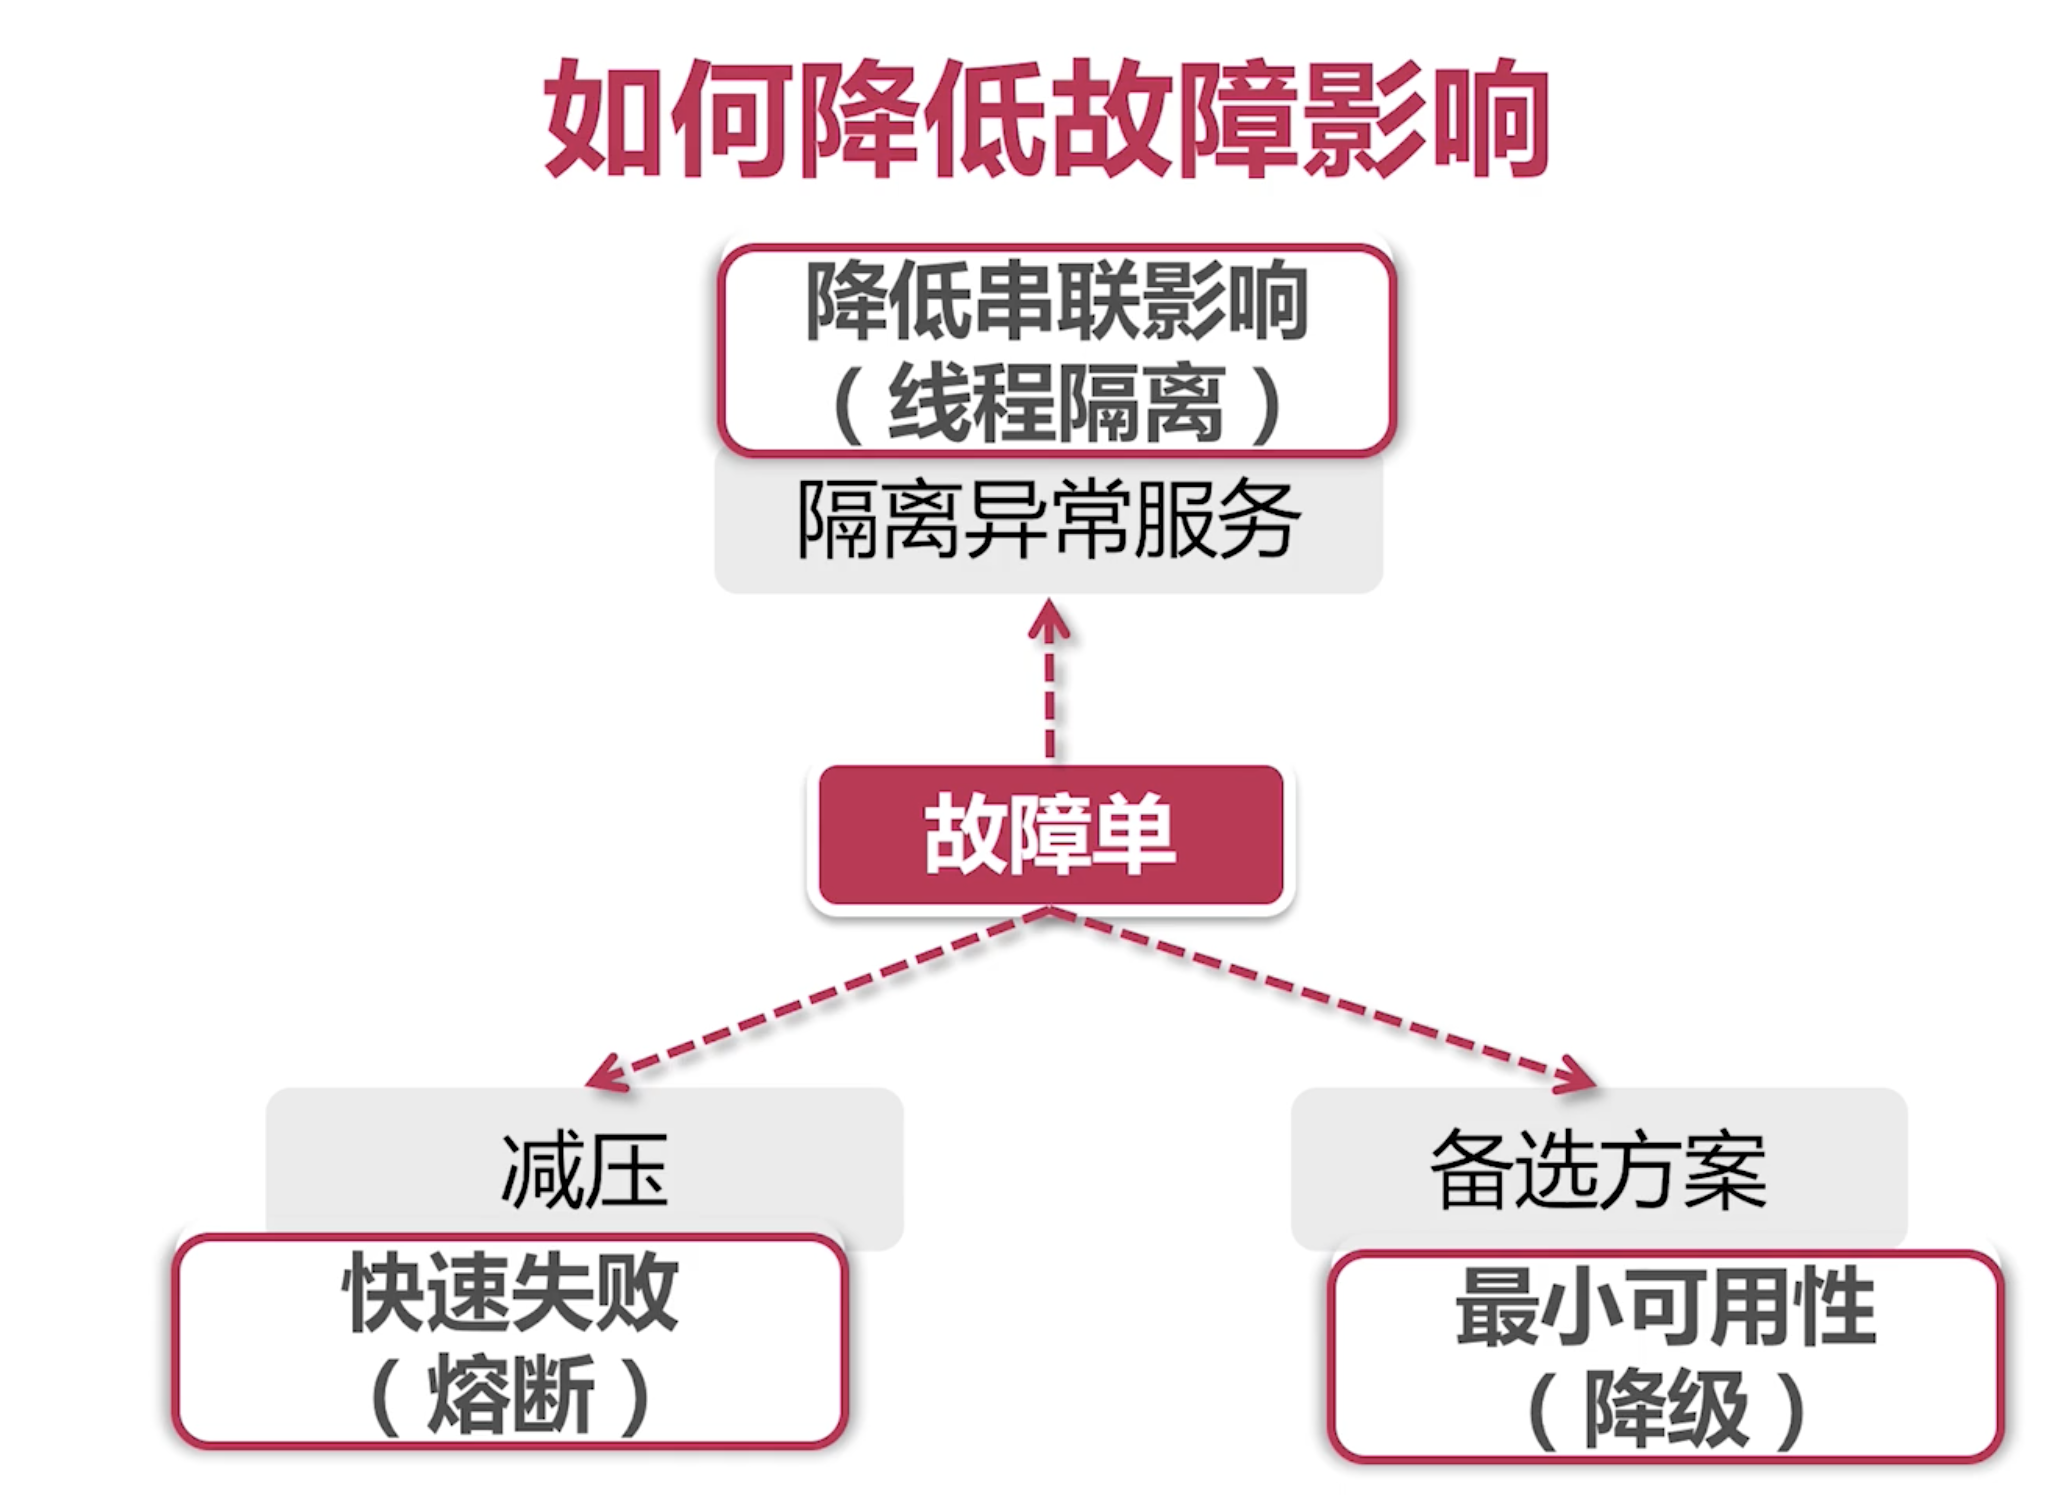 如何降低故障影响
降低串联影响
（线程隔离）
隔离异常服务
故障单
减压
快速失败
（熔断）
备选方案
最小可用性
（降级）